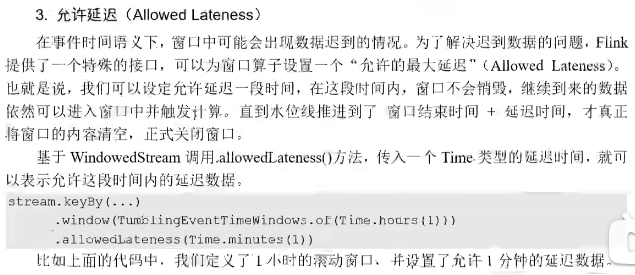 3. 允许延迟（Allowed Lateness）
在事件时间语义下，窗口中可能会出现数据迟到的情况。为了解决迟到数据的问题，Flink
提供了一个特殊的接口，可以为窗口算子设置一个“允许的最大延迟”（Allowed Lateness）。
也就是说，我们可以设定允许延迟一段时间，在这段时间内，窗口不会销毁，继续到来的数据
依然可以进入窗口中并触发计算。直到水位线推进到了 窗口结束时间 + 延迟时间，才真正
将窗口的内容清空，正式关闭窗口。
基于 WindowedStream 调用.allowedLateness()方法，传入一个 Time 类型的延迟时间，就可
以表示允许这段时间内的延迟数据。
stream.keyBy(...)
.window(TumblingEventTimeWindows.of(Time.hours(1)))
.allowedLateness(Time.minutes(1))
比如上面的代码中，我们定义了 1 小时的滚动窗口，并设置了允许 1 分钟的延迟数据。